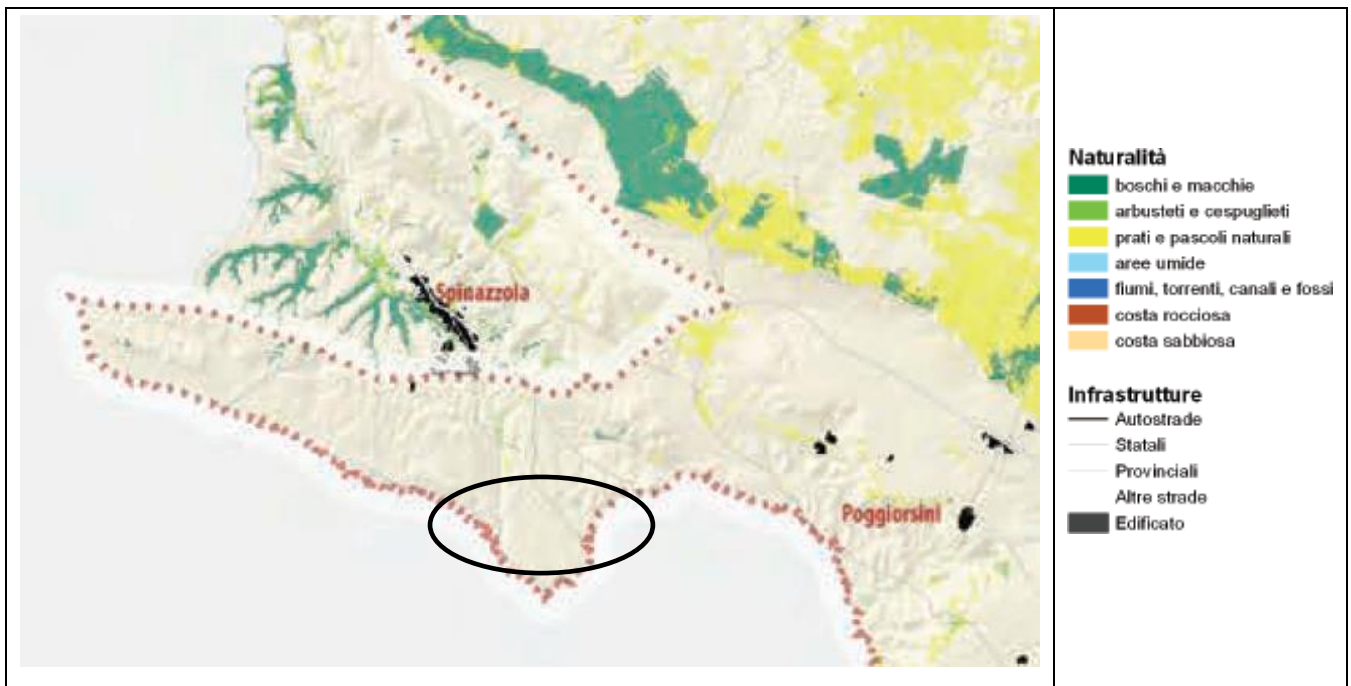 Spinazzola
Poggiorsini
Naturalità
boschi e macchie
arbusteti e cespuglieti
prati e pascoli naturali
aree umide
fiumi, torrenti, canali e fossi
costa rocciosa
costa sabbiosa
Infrastrutture
Autostrade
Statali
Provinciali
Altre strade
Edificato